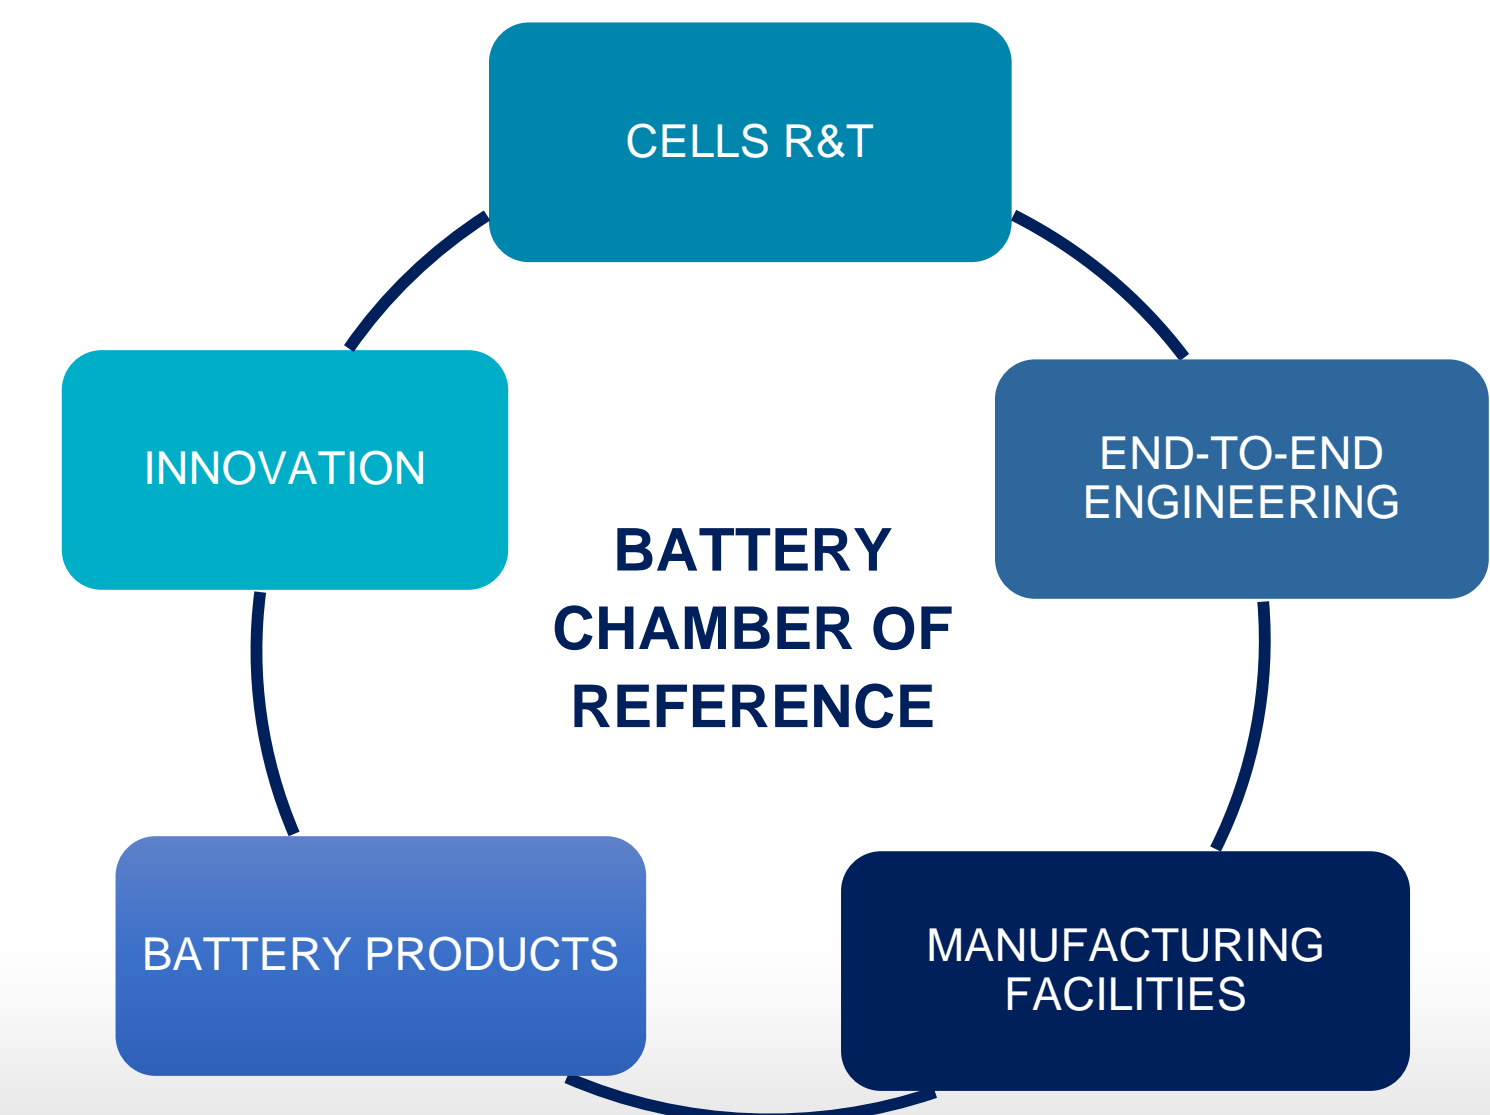 CELLS R&T
INNOVATION
END-TO-END
ENGINEERING
BATTERY
CHAMBER OF
REFERENCE
BATTERY PRODUCTS
MANUFACTURING
FACILITIES